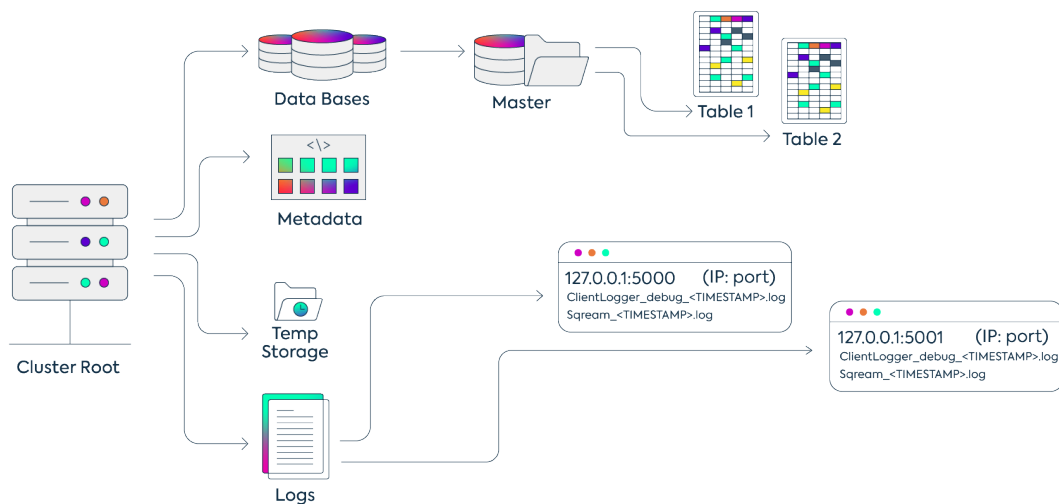 Data Bases
Master
Table 1
Table 2
</>
Metadata
Cluster Root
Temp
Storage
Logs
127.0.0.1:5000 (IP: port)
ClientLogger_debug_<TIMESTAMP>.log
Sqream_<TIMESTAMP>.log
127.0.0.1:5001 (IP: port)
ClientLogger_debug_<TIMESTAMP>.log
Sqream_<TIMESTAMP>.log